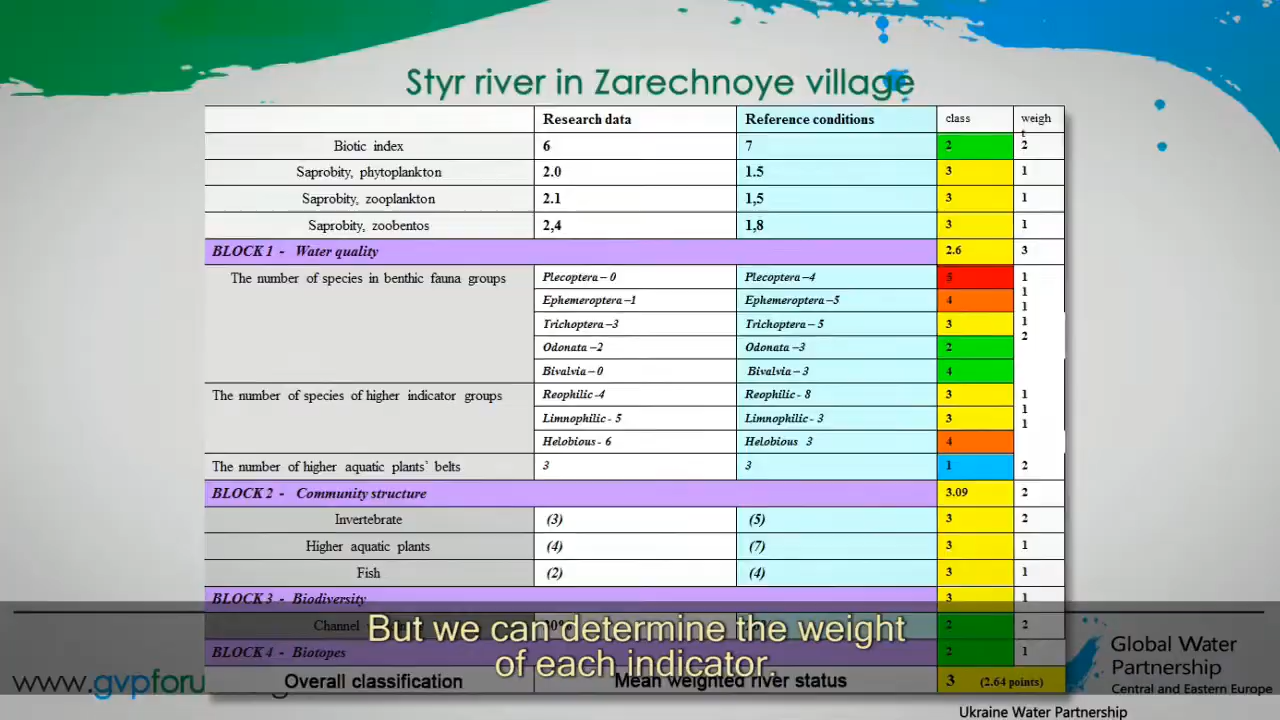 Styr river in Zarechnoye village
Research data Reference conditions class weigh
t
Biotic index 6 7 2 2
Saprobity, phytoplankton 2.0 1.5 3 1
Saprobity, zooplankton 2.1 1,5 3 1
Saprobity, zoobentos 2,4 1,8 3 1
BLOCK 1 - Water quality 2.6 3
The number of species in benthic fauna groups Plecoptera – 0 Plecoptera –4 5 1
Ephemeroptera –1 Ephemeroptera –5 4 1
Trichoptera –3 Trichoptera – 5 3 1
Odonata –2 Odonata –3 2 1
Bivalvia – 0 Bivalvia – 3 4 2
The number of species of higher indicator groups Reophilic -4 Reophilic - 8 3 1
Limnophilic - 5 Limnophilic - 3 3 1
Helobious - 6 Helobious 3 4 1
The number of higher aquatic plants' belts 3 3 1 2
BLOCK 2 - Community structure 3.09 2
Invertebrate (3) (5) 3 2
Higher aquatic plants (4) (7) 3 1
Fish (2) (4) 3 1
BLOCK 3 - Biodiversity 3 1
Channel 2 2
BLOCK 4 - Biotopes 2 1
Overall classification Mean weighted river status 3 (2.64 points)
But we can determine the weight
of each indicator.
www.gvpforu
Global Water
Partnership
Central and Eastern Europe
Ukraine Water Partnership